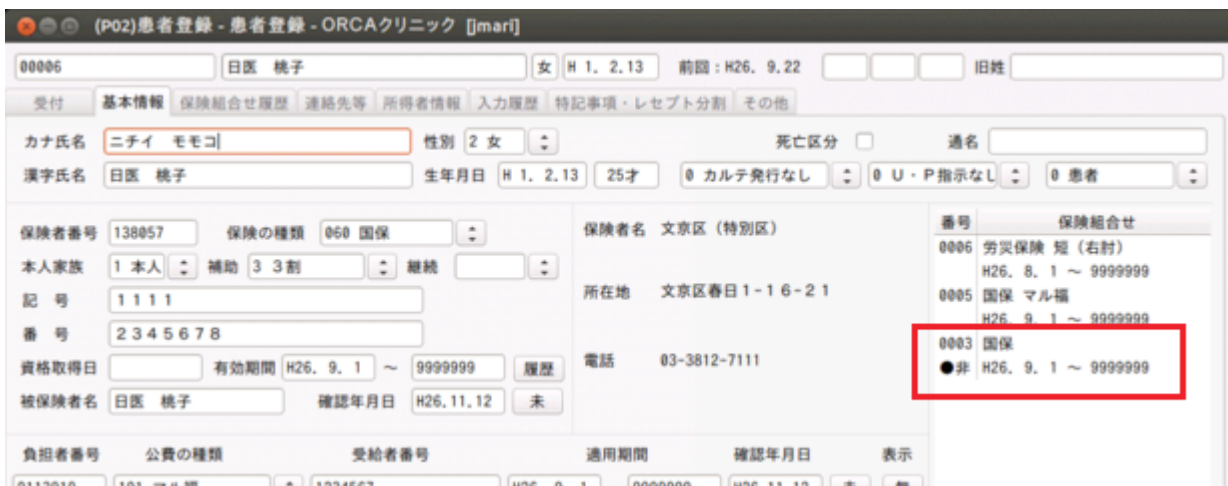 (P02)患者登録 - 患者登録 - ORCAクリニック [jmari]
00006 日医 桃子 女 H 1. 2.13 前回:H26. 9.22 旧姓
受付 基本情報 保険組合せ履歴 連絡先等 所得者情報 入力履歴 特記事項・レセプト分割 その他
カナ氏名 ニチイ モモコ 性別 2 女 死亡区分 通名
漢字氏名 日医 桃子 生年月日 H 1. 2.13 25才 0 カルテ発行なし 0 U・P指示なし 0 患者
保険者番号 138057 保険の種類 060 国保 保険者名 文京区(特別区)
本人家族 1 本人 補助 3 3割 継続
記 号 1111 所在地 文京区春日1-16-21
番 号 2345678
資格取得日 有効期間 H26. 9. 1 ~ 9999999 履歴 電話 03-3812-7111
被保険者名 日医 桃子 確認年月日 H26.11.12 未
番号 保険組合せ
0006 労災保険 短(右肘)
H26. 8. 1 ~ 9999999
0005 国保 マル福
H26. 9. 1 ~ 9999999
0003 国保
●非 H26. 9. 1 ~ 9999999
負担者番号 公費の種類 受給者番号 適用期間 確認年月日 表示